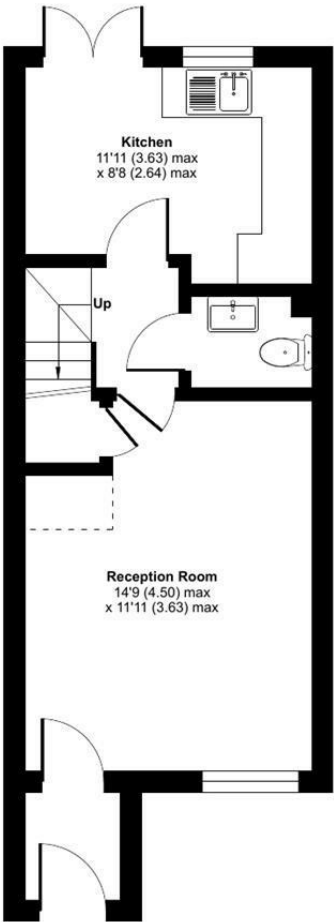 Kitchen
11'11 (3.63) max
x 8'8 (2.64) max
Up
Reception Room
14'9 (4.50) max
x 11'11 (3.63) max